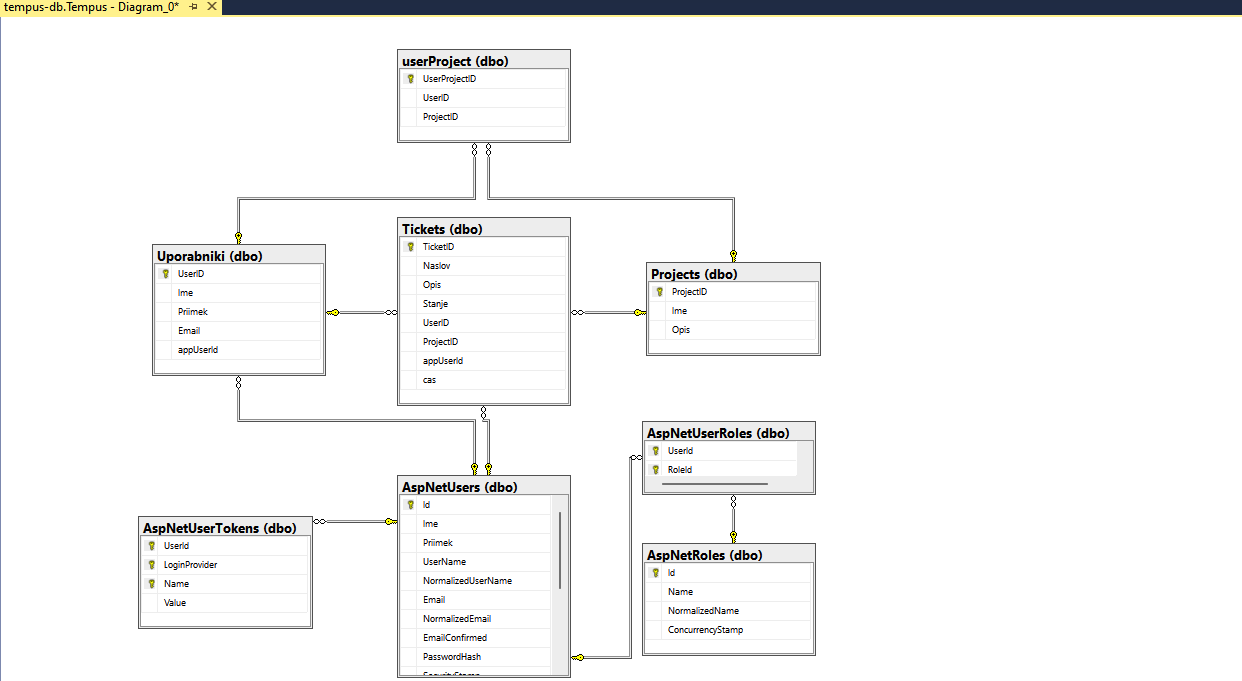 tempus-db.Tempus - Diagram_0*
userProject (dbo)
UserProjectID
UserID
ProjectID
Tickets (dbo)
TicketID
Naslov
Opis
Stanje
UserID
ProjectID
appUserId
cas
Uporabniki (dbo)
UserID
Ime
Priimek
Email
appUserId
Projects (dbo)
ProjectID
Ime
Opis
AspNetUserRoles (dbo)
UserId
RoleId
AspNetUsers (dbo)
Id
Ime
Priimek
UserName
NormalizedUserName
Email
NormalizedEmail
EmailConfirmed
PasswordHash
SecurityStamp
AspNetUserTokens (dbo)
UserId
LoginProvider
Name
Value
AspNetRoles (dbo)
Id
Name
NormalizedName
ConcurrencyStamp